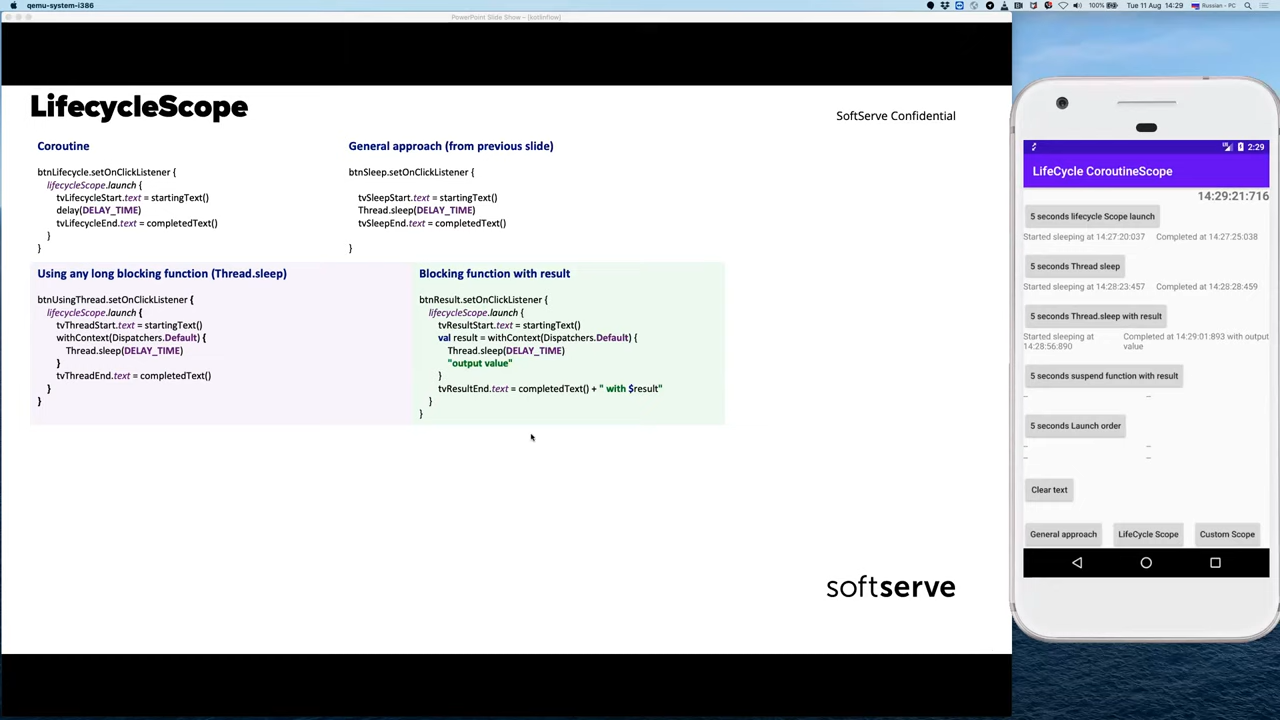 qemu-system-i386
100%
Tue 11 Aug 14:29
Russian - PC
PowerPoint Slide Show - [kotlinflow]
LifecycleScope
SoftServe Confidential
Coroutine
btnLifecycle.setOnClickListener {
lifecycleScope.launch {
tvLifecycleStart.text = startingText()
delay(DELAY_TIME)
tvLifecycleEnd.text = completedText()
}
}
General approach (from previous slide)
btnSleep.setOnClickListener {
tvSleepStart.text = startingText()
Thread.sleep(DELAY_TIME)
tvSleepEnd.text = completedText()
}
Using any long blocking function (Thread.sleep)
btnUsingThread.setOnClickListener {
lifecycleScope.launch {
tvThreadStart.text = startingText()
withContext(Dispatchers.Default) {
Thread.sleep(DELAY_TIME)
}
tvThreadEnd.text = completedText()
}
}
Blocking function with result
btnResult.setOnClickListener {
lifecycleScope.launch {
tvResultStart.text = startingText()
val result = withContext(Dispatchers.Default) {
Thread.sleep(DELAY_TIME)
"output value"
}
tvResultEnd.text = completedText() + " with $result"
}
}
softserve
2:29
LifeCycle CoroutineScope
14:29:21:716
5 seconds lifecycle Scope launch
Started sleeping at 14:27:20:037 Completed at 14:27:25:038
5 seconds Thread sleep
Started sleeping at 14:28:23:457 Completed at 14:28:28:459
5 seconds Thread.sleep with result
Started sleeping at
14:28:56:890
Completed at 14:29:01:893 with output
value
5 seconds suspend function with result
– –
5 seconds Launch order
– –
– –
Clear text
General approach
LifeCycle Scope
Custom Scope